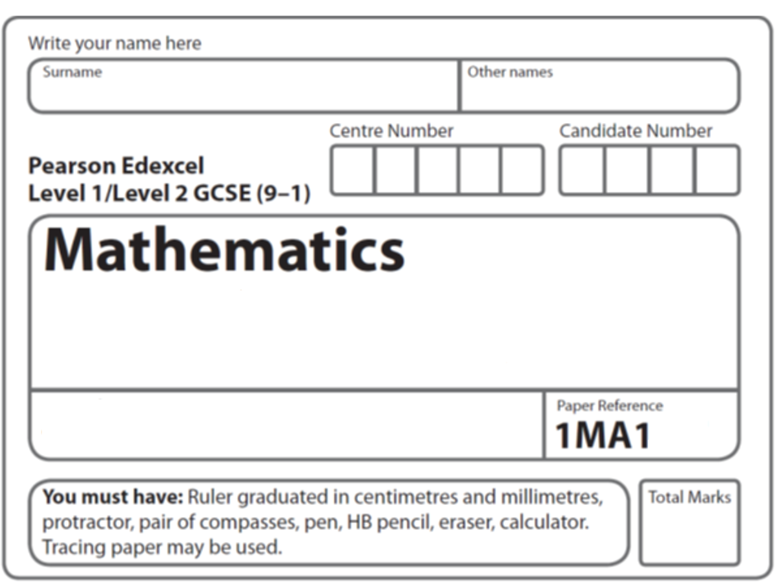 Write your name here
Surname
Other names
Centre Number
Candidate Number
Pearson Edexcel
Level 1/Level 2 GCSE (9–1)
Mathematics
Paper Reference
1MA1
You must have: Ruler graduated in centimetres and millimetres,
protractor, pair of compasses, pen, HB pencil, eraser, calculator.
Tracing paper may be used.
Total Marks